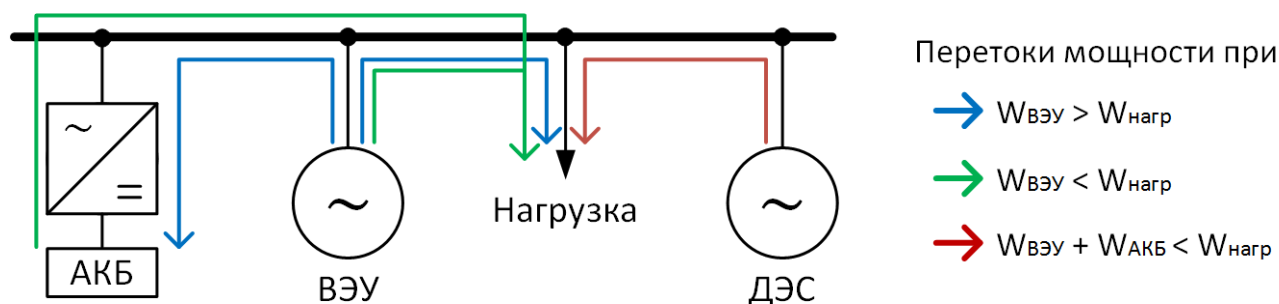 Перетоки мощности при
~
=
~
~
WВЭУ > Wнагр
WВЭУ < Wнагр
WВЭУ + WАКБ < Wнагр
Нагрузка
АКБ
ВЭУ
ДЭС